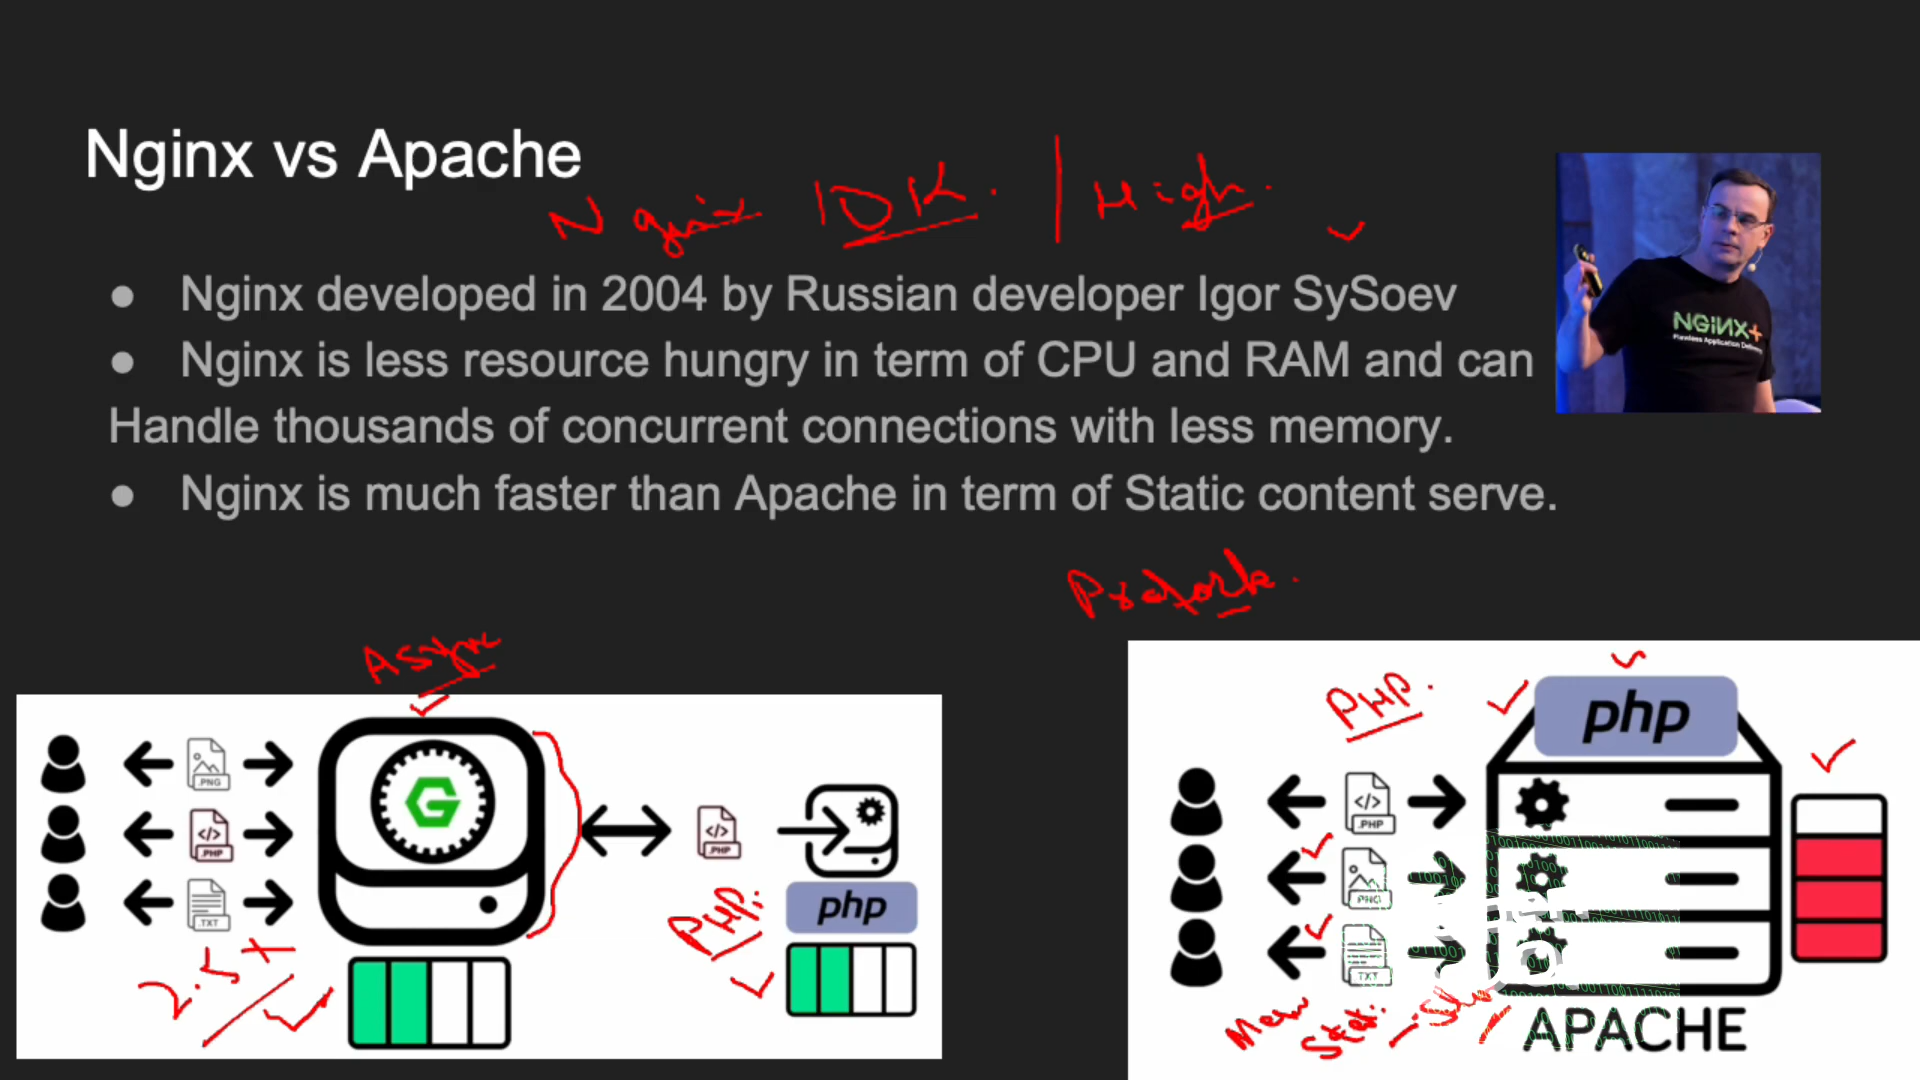 Nginx vs Apache
Nginx 10K. | High.
● Nginx developed in 2004 by Russian developer Igor SySoev
● Nginx is less resource hungry in term of CPU and RAM and can
Handle thousands of concurrent connections with less memory.
● Nginx is much faster than Apache in term of Static content serve.
NGINX+
Prefork.
Async
.PNG
.PHP
.TXT
2.5x
.PHP
PHP.
php
PHP.
php
.PHP
.PNG
.TXT
APACHE